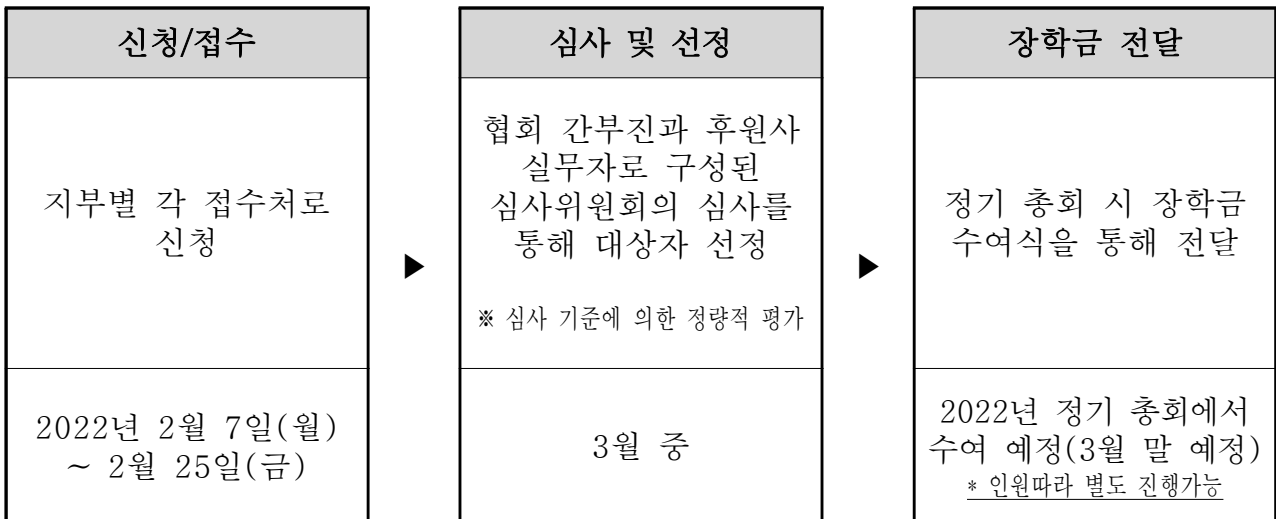 신청/접수
지부별 각 접수처로
신청
2022년 2월 7일(월)
~ 2월 25일(금)
▶
심사 및 선정
협회 간부진과 후원사
실무자로 구성된
심사위원회의 심사를
통해 대상자 선정
※ 심사 기준에 의한 정량적 평가
3월 중
▶
장학금 전달
정기 총회 시 장학금
수여식을 통해 전달
2022년 정기 총회에서
수여 예정(3월 말 예정)
* 인원따라 별도 진행가능